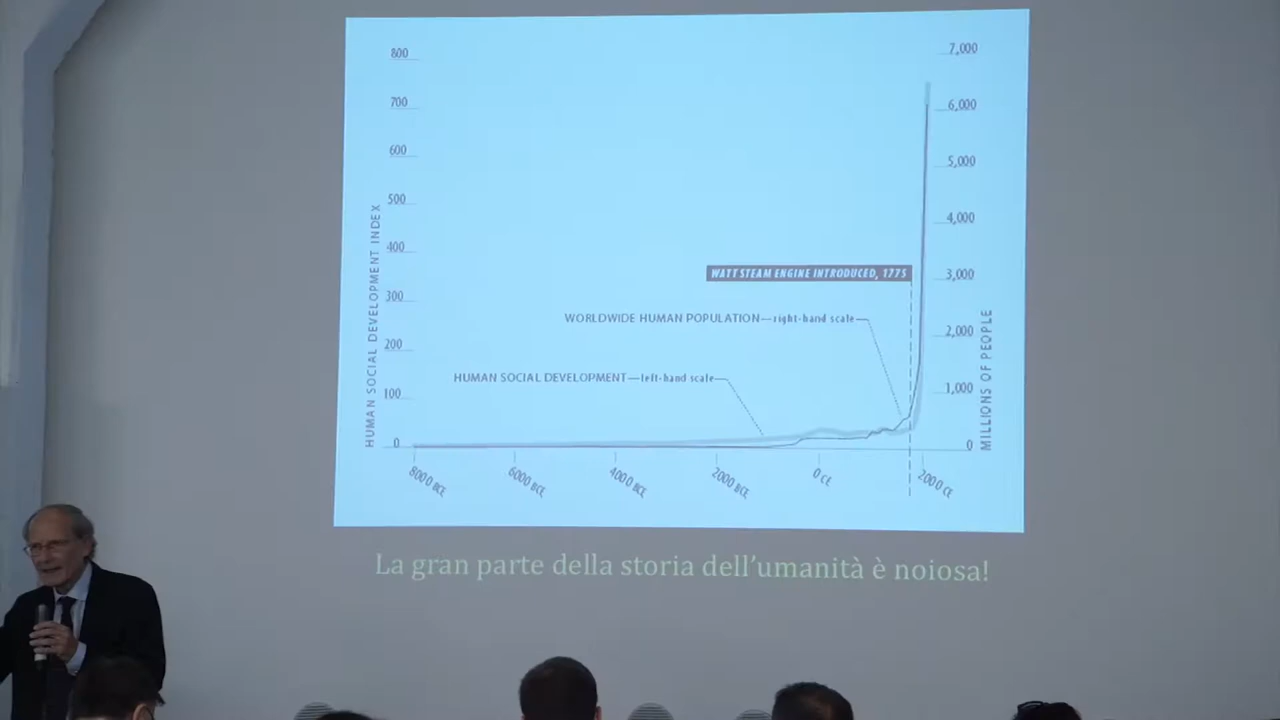 800
700
600
500
400
300
200
100
0
HUMAN SOCIAL DEVELOPMENT INDEX
7,000
6,000
5,000
4,000
3,000
2,000
1,000
0
MILLIONS OF PEOPLE
WATT STEAM ENGINE INTRODUCED, 1775
WORLDWIDE HUMAN POPULATION—right-hand scale—
HUMAN SOCIAL DEVELOPMENT—left-hand scale—
8000 BCE
6000 BCE
4000 BCE
2000 BCE
0 CE
2000 CE
La gran parte della storia dell’umanità è noiosa!